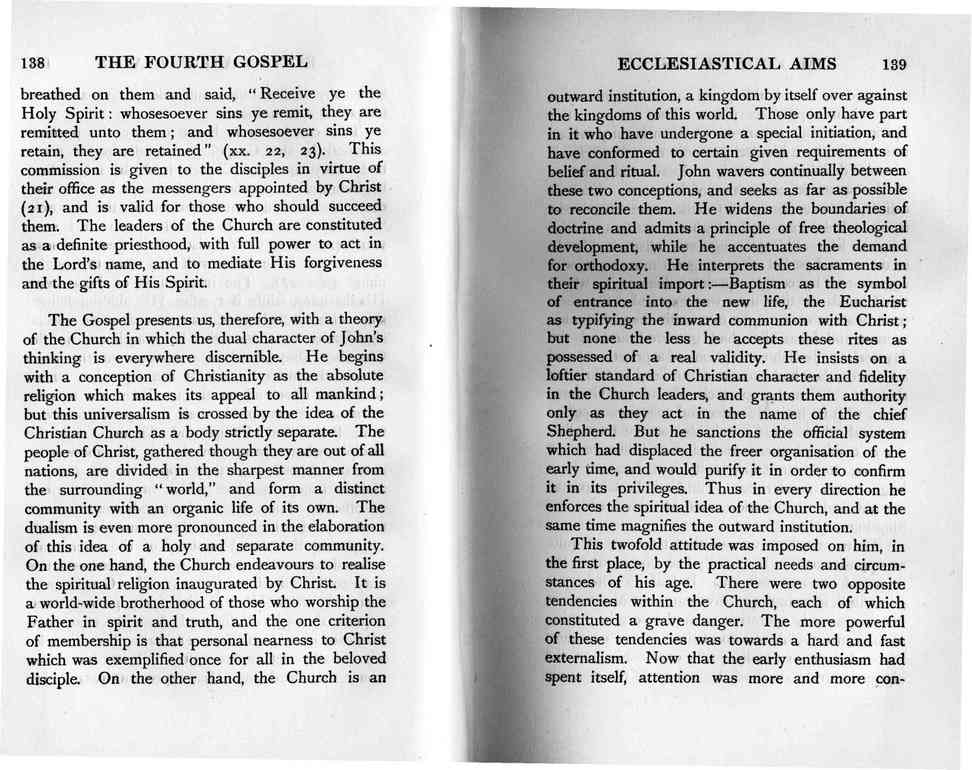 138 THE FOURTH GOSPEL
breathed on them and said, “Receive ye the
Holy Spirit: whosesoever sins ye remit, they are
remitted unto them; and whosesoever sins ye
retain, they are retained” (xx. 22, 23). This
commission is given to the disciples in virtue of
their office as the messengers appointed by Christ
(21), and is valid for those who should succeed
them. The leaders of the Church are constituted
as a definite priesthood, with full power to act in
the Lord's name, and to mediate His forgiveness
and the gifts of His Spirit.
The Gospel presents us, therefore, with a theory
of the Church in which the dual character of John's
thinking is everywhere discernible. He begins
with a conception of Christianity as the absolute
religion which makes its appeal to all mankind;
but this universalism is crossed by the idea of the
Christian Church as a body strictly separate. The
people of Christ, gathered though they are out of all
nations, are divided in the sharpest manner from
the surrounding “world,” and form a distinct
community with an organic life of its own. The
dualism is even more pronounced in the elaboration
of this idea of a holy and separate community.
On the one hand, the Church endeavours to realise
the spiritual religion inaugurated by Christ. It is
a world-wide brotherhood of those who worship the
Father in spirit and truth, and the one criterion
of membership is that personal nearness to Christ
which was exemplified once for all in the beloved
disciple. On the other hand, the Church is an
ECCLESIASTICAL AIMS 139
outward institution, a kingdom by itself over against
the kingdoms of this world. Those only have part
in it who have undergone a special initiation, and
have conformed to certain given requirements of
belief and ritual. John wavers continually between
these two conceptions, and seeks as far as possible
to reconcile them. He widens the boundaries of
doctrine and admits a principle of free theological
development, while he accentuates the demand
for orthodoxy. He interprets the sacraments in
their spiritual import:—Baptism as the symbol
of entrance into the new life, the Eucharist
as typifying the inward communion with Christ;
but none the less he accepts these rites as
possessed of a real validity. He insists on a
loftier standard of Christian character and fidelity
in the Church leaders, and grants them authority
only as they act in the name of the chief
Shepherd. But he sanctions the official system
which had displaced the freer organisation of the
early time, and would purify it in order to confirm
it in its privileges. Thus in every direction he
enforces the spiritual idea of the Church, and at the
same time magnifies the outward institution.
This twofold attitude was imposed on him, in
the first place, by the practical needs and circum-
stances of his age. There were two opposite
tendencies within the Church, each of which
constituted a grave danger. The more powerful
of these tendencies was towards a hard and fast
externalism. Now that the early enthusiasm had
spent itself, attention was more and more con-